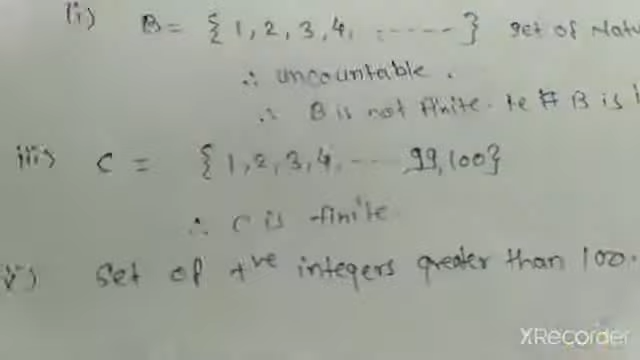 (ii) B = { 1, 2, 3, 4, ...... } set of Natu
∴ uncountable.
∴ B is not finite. ie # B is
iii) C = { 1, 2, 3, 4, .... 99, 100}
∴ C is finite.
v) Set of +ve integers greater than 100.
XRecorder